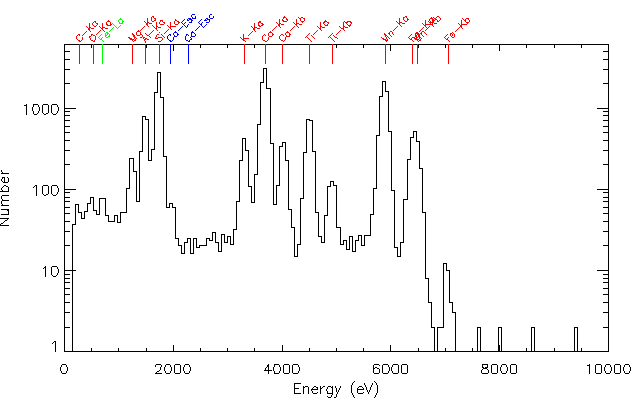 C-Ka O-Ka Fe-La Mg-Ka Al-Ka Si-Ka Ca-Esc Ca-Esc K-Ka Ca-Ka Ca-Kb Ti-Ka Ti-Kb Mn-Ka Fe-Ka Mn-Kb Fe-Kb
1000
100
10
1
Number
0 2000 4000 6000 8000 10000
Energy (eV)